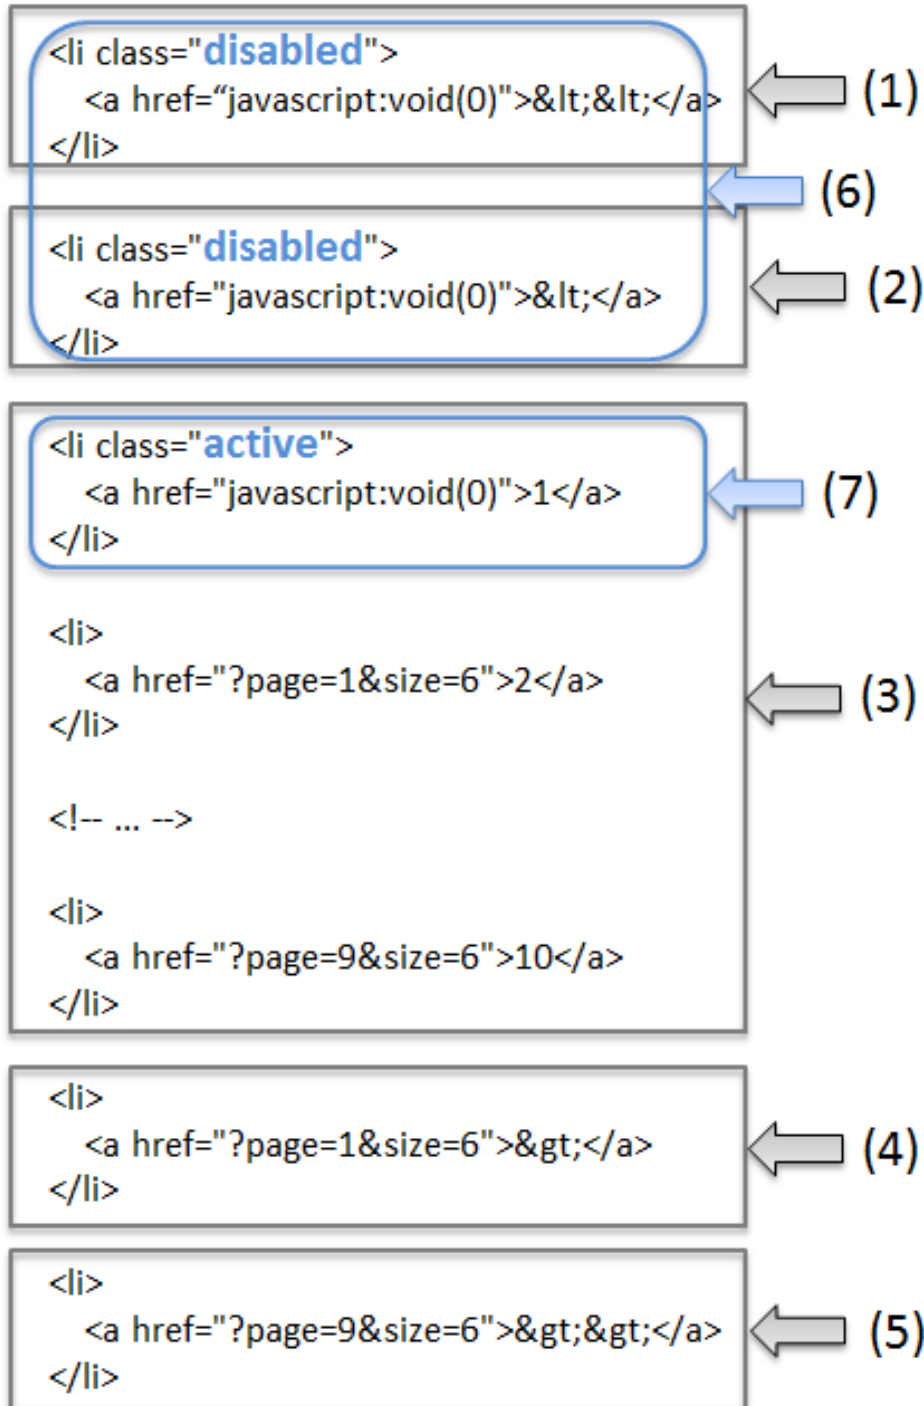 <li class="disabled">
<a href=“javascript:void(0)">&lt;&lt;</a>
</li>
(1)
(6)
<li class="disabled">
<a href="javascript:void(0)">&lt;</a>
</li>
(2)
<li class="active">
<a href="javascript:void(0)">1</a>
</li>
(7)
<li>
<a href="?page=1&size=6">2</a>
</li>
(3)
<!-- ... -->
<li>
<a href="?page=9&size=6">10</a>
</li>
<li>
<a href="?page=1&size=6">&gt;</a>
</li>
(4)
<li>
<a href="?page=9&size=6">&gt;&gt;</a>
</li>
(5)